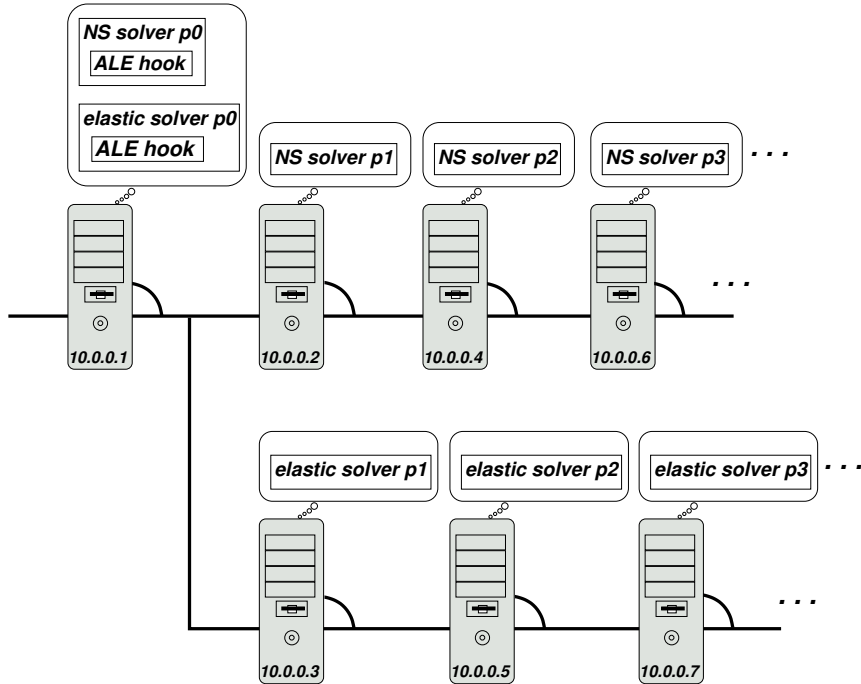 NS solver p0
ALE hook
elastic solver p0
ALE hook
NS solver p1
NS solver p2
NS solver p3
. . .
. . .
10.0.0.1
10.0.0.2
10.0.0.4
10.0.0.6
elastic solver p1
elastic solver p2
elastic solver p3
. . .
. . .
10.0.0.3
10.0.0.5
10.0.0.7